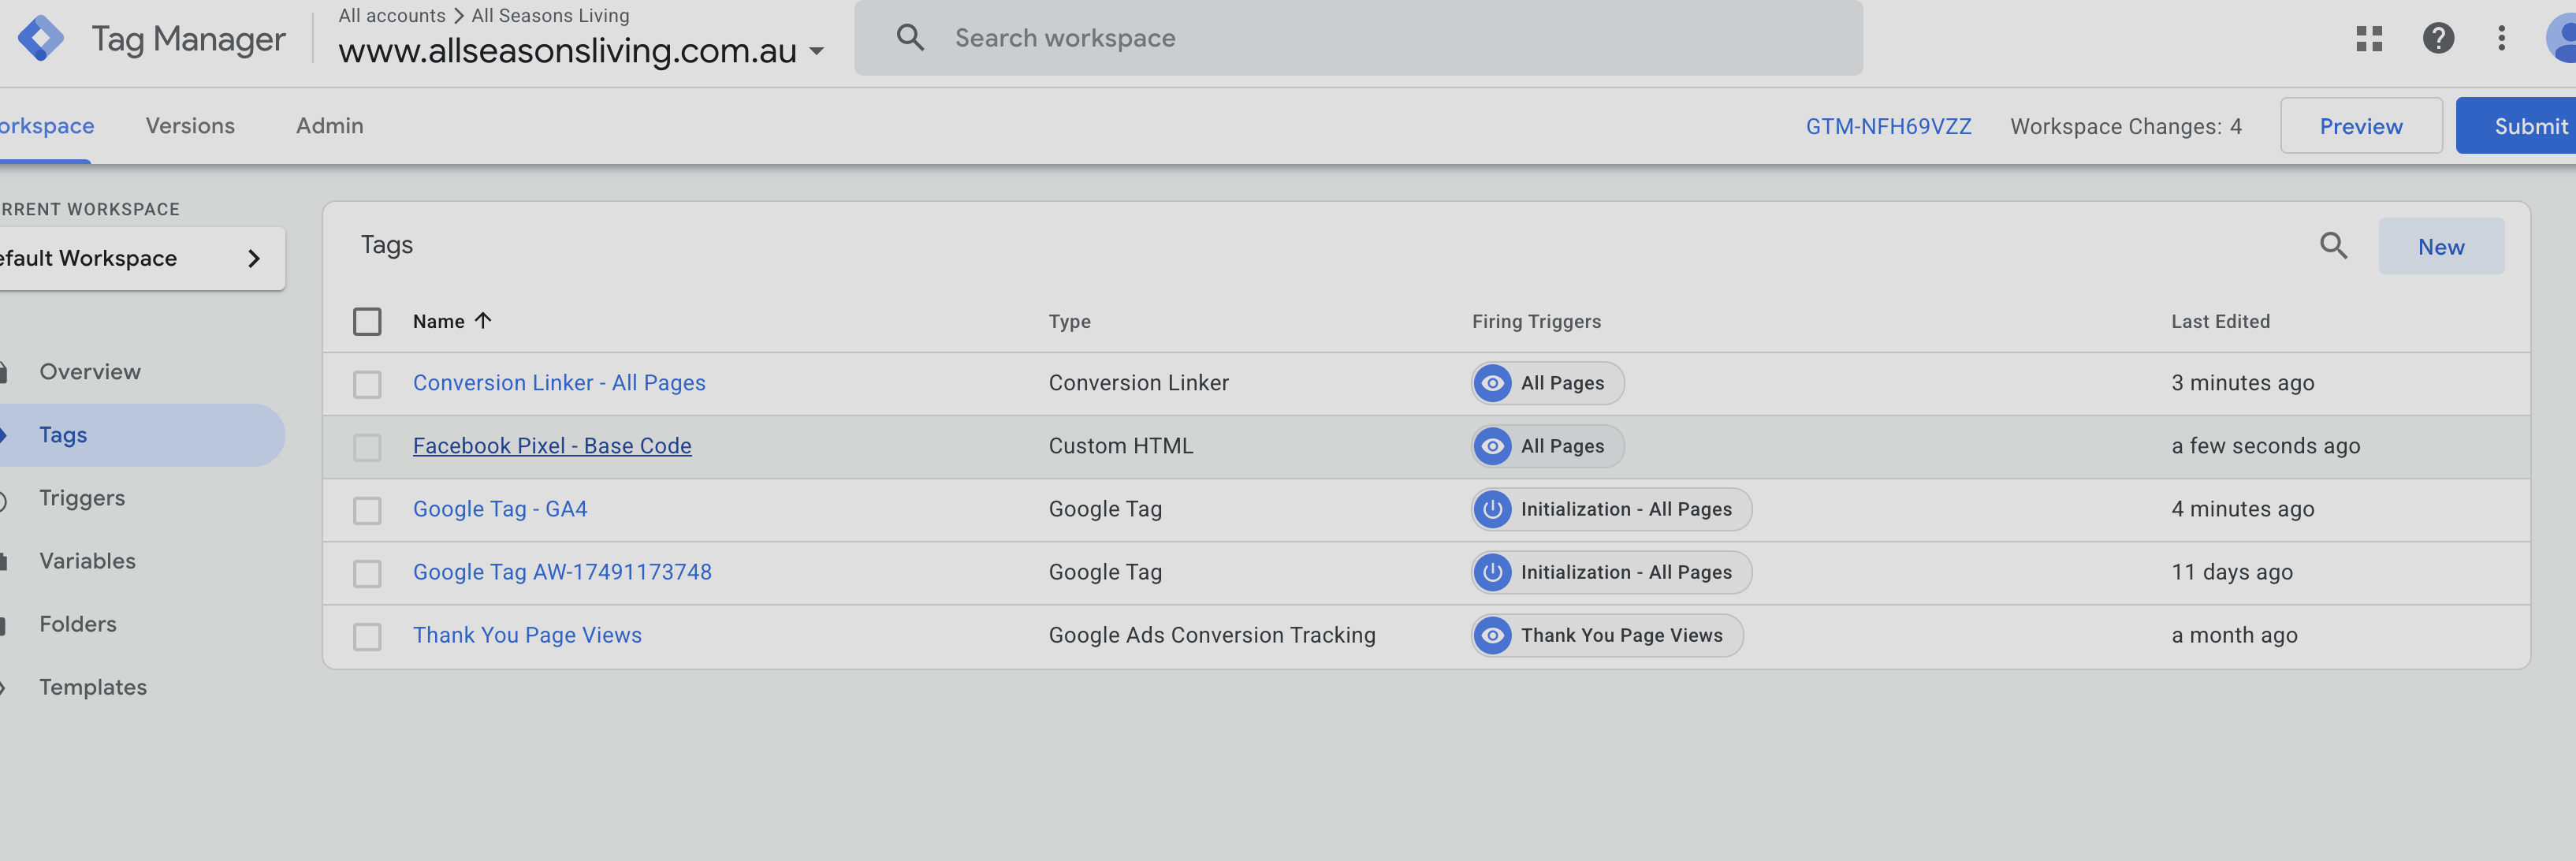 Tag Manager
All accounts > All Seasons Living
www.allseasonsliving.com.au
Search workspace
orkspace
Versions
Admin
GTM-NFH69VZZ
Workspace Changes: 4
Preview
Submit
RRENT WORKSPACE
efault Workspace
Overview
Tags
Triggers
Variables
Folders
Templates
Tags
New
Name Type Firing Triggers Last Edited
Conversion Linker - All Pages Conversion Linker All Pages 3 minutes ago
Facebook Pixel - Base Code Custom HTML All Pages a few seconds ago
Google Tag - GA4 Google Tag Initialization - All Pages 4 minutes ago
Google Tag AW-17491173748 Google Tag Initialization - All Pages 11 days ago
Thank You Page Views Google Ads Conversion Tracking Thank You Page Views a month ago